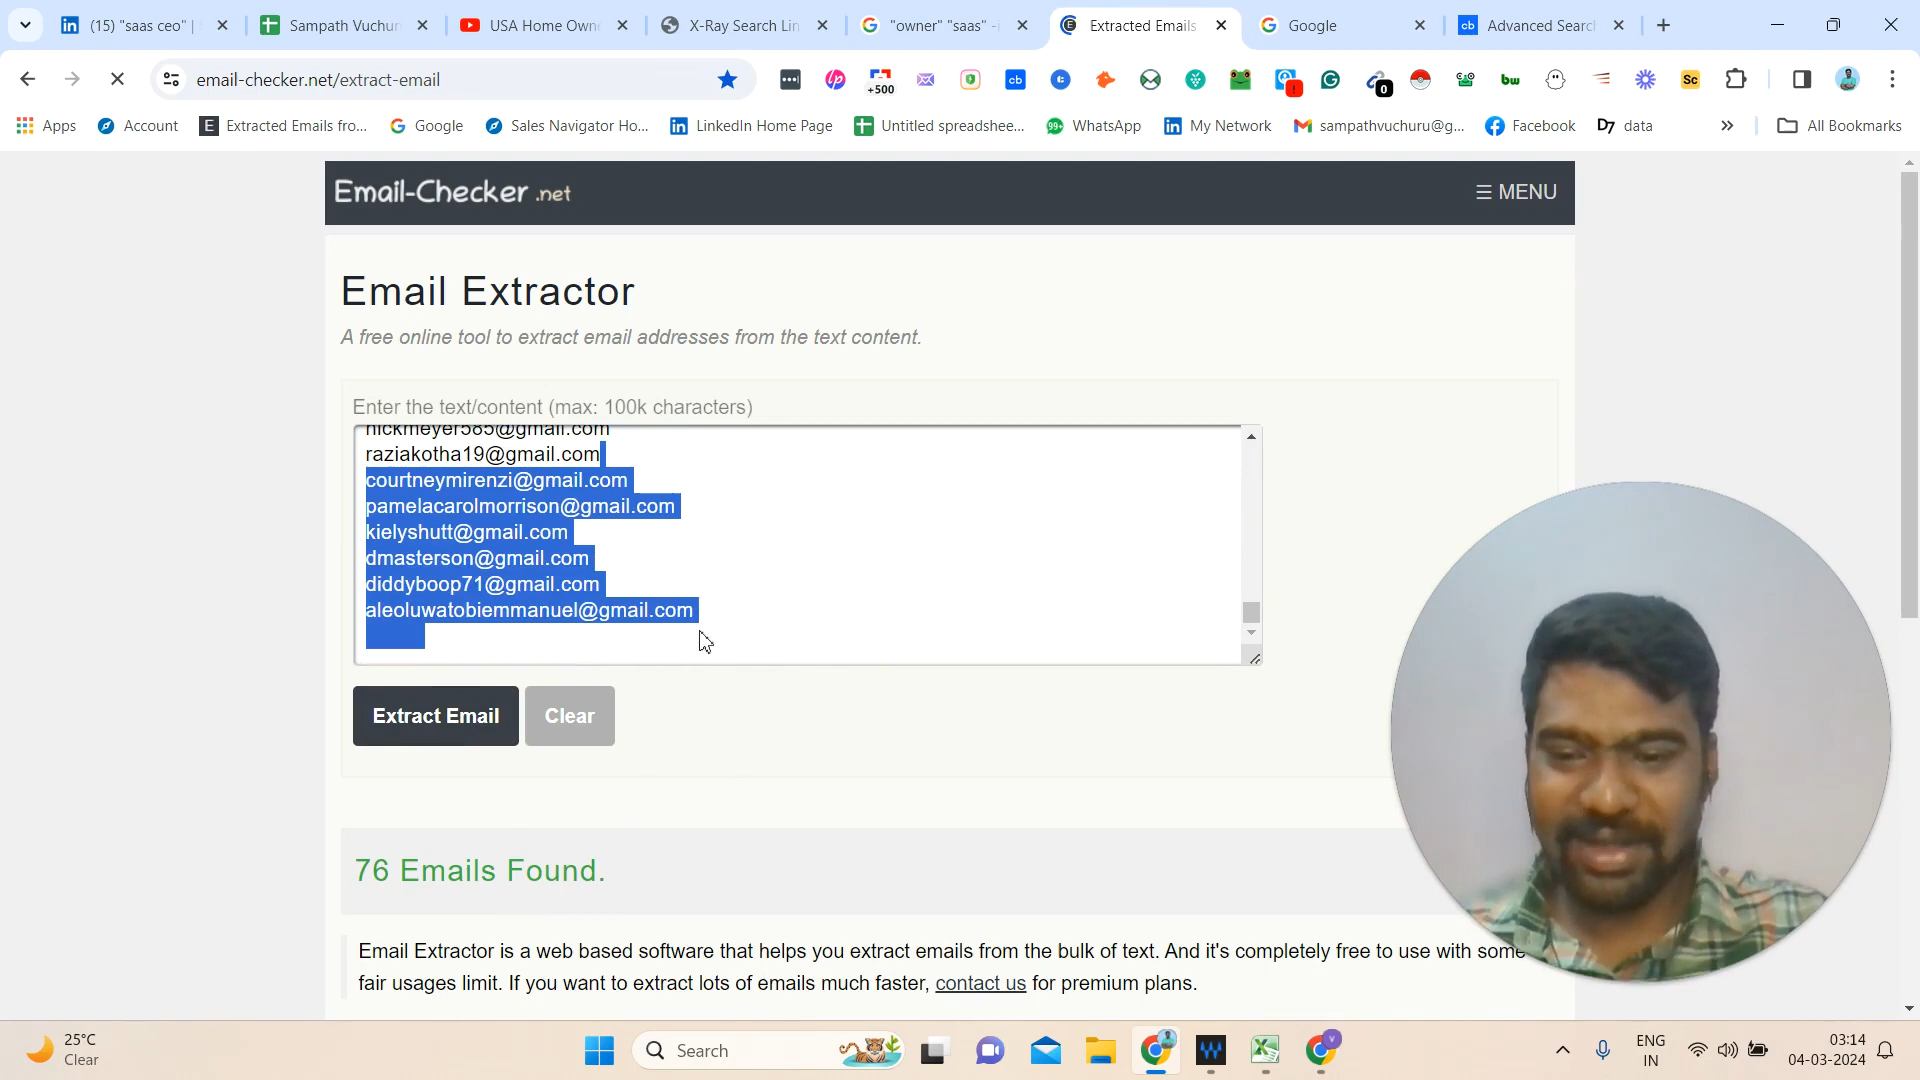 (15) "saas ceo" |
Sampath Vuchur
USA Home Own
X-Ray Search Lin
"owner" "saas" -i
Extracted Emails
Google
Advanced Search
email-checker.net/extract-email
+500
0
Apps
Account
Extracted Emails fro...
Google
Sales Navigator Ho...
LinkedIn Home Page
Untitled spreadshee...
WhatsApp
My Network
sampathvuchuru@g...
Facebook
data
All Bookmarks
Email-Checker .net
☰ MENU
Email Extractor
A free online tool to extract email addresses from the text content.
Enter the text/content (max: 100k characters)
nickmeyer585@gmail.com
raziakotha19@gmail.com
courtneymirenzi@gmail.com
pamelacarolmorrison@gmail.com
kielyshutt@gmail.com
dmasterson@gmail.com
diddyboop71@gmail.com
aleoluwatobiemmanuel@gmail.com
Extract Email
Clear
76 Emails Found.
Email Extractor is a web based software that helps you extract emails from the bulk of text. And it's completely free to use with some
fair usages limit. If you want to extract lots of emails much faster, contact us for premium plans.
25°C
Clear
Search
ENG
IN
03:14
04-03-2024